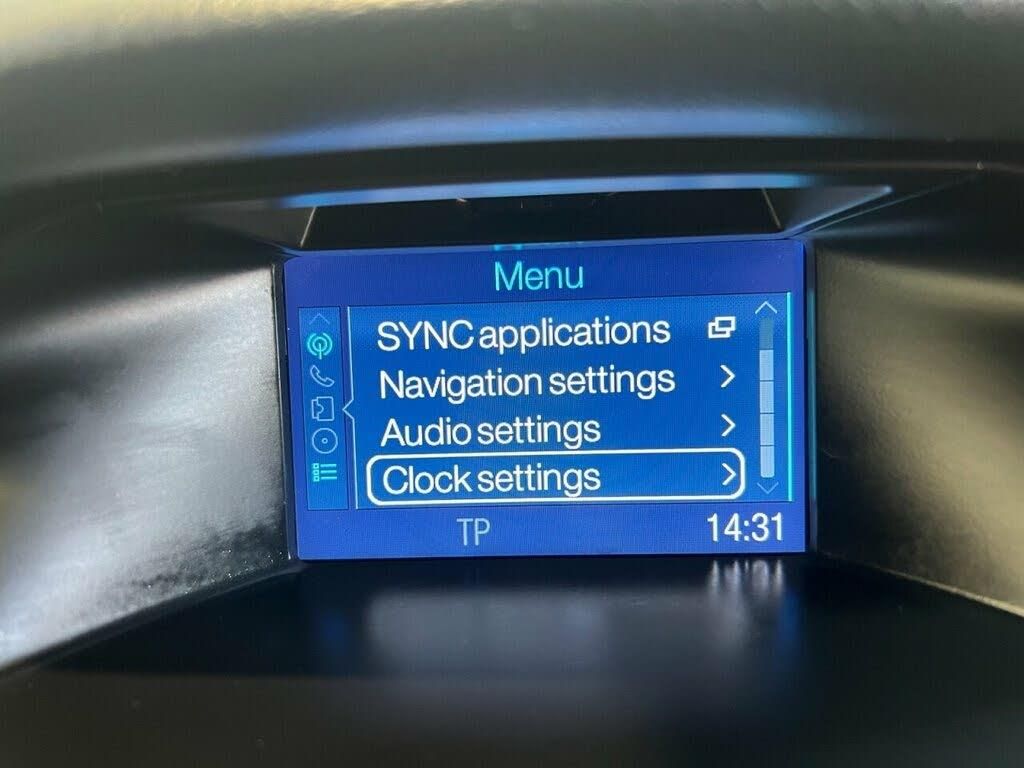 Menu
SYNC applications
Navigation settings
Audio settings
Clock settings
TP
14:31